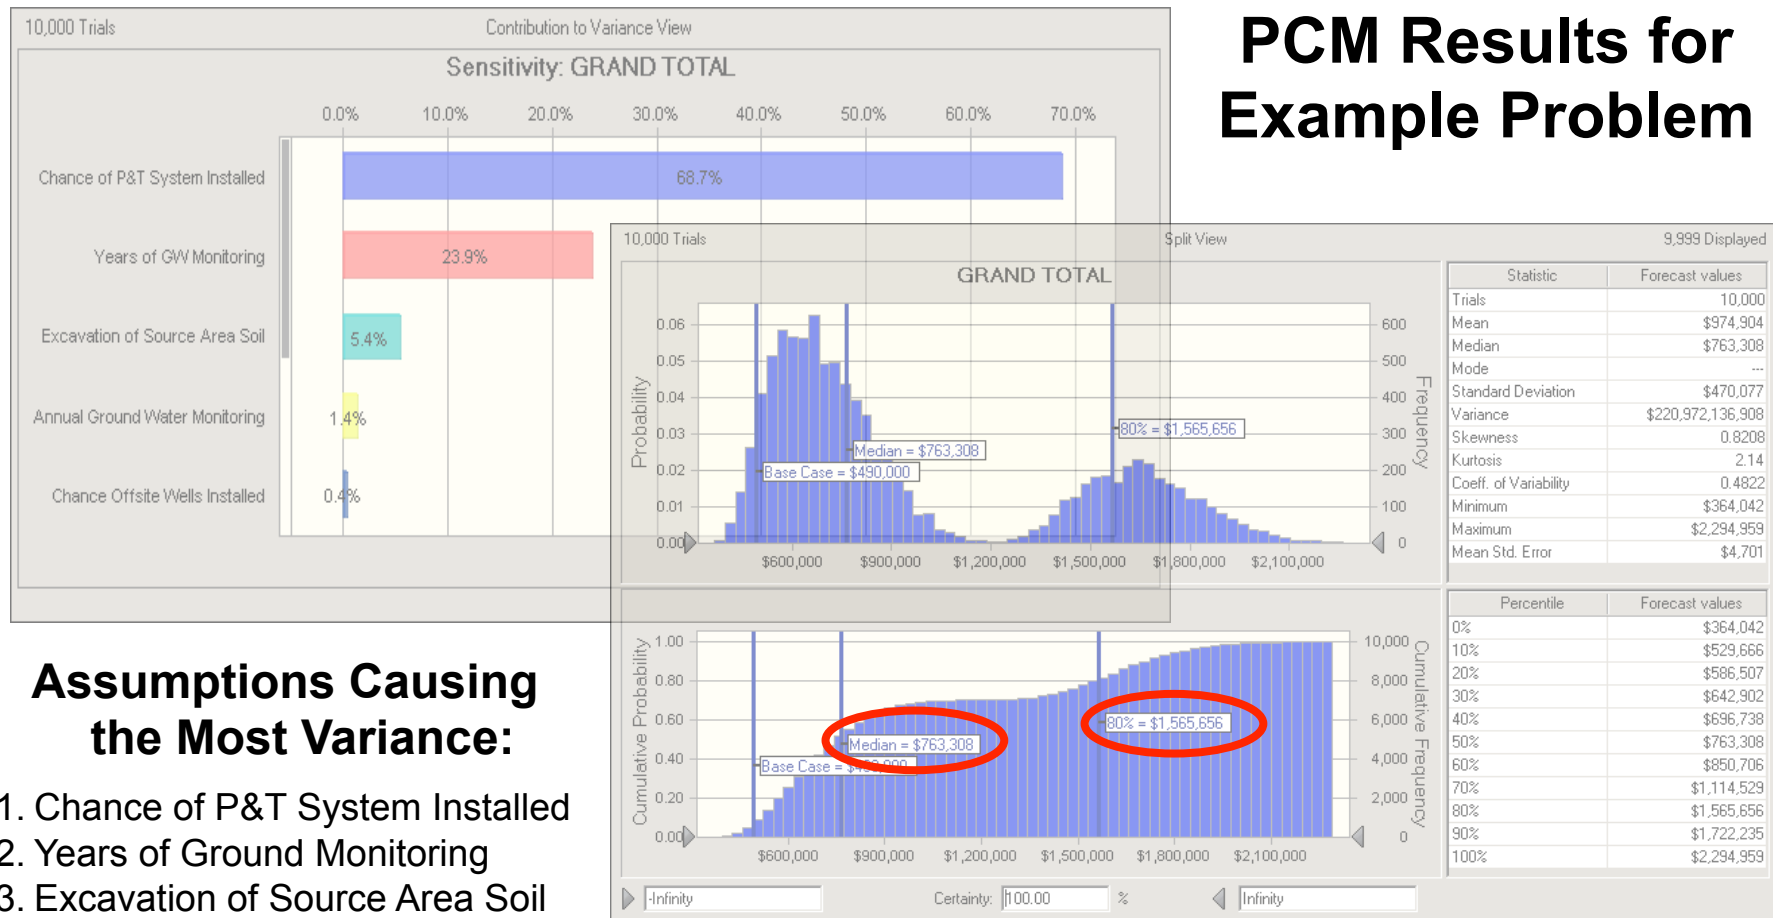 PCM Results for
Example Problem
10,000 Trials
Contribution to Variance View
Sensitivity: GRAND TOTAL
0.0% 10.0% 20.0% 30.0% 40.0% 50.0% 60.0% 70.0%
Chance of P&T System Installed 68.7%
Years of GW Monitoring 23.9%
Excavation of Source Area Soil 5.4%
Annual Ground Water Monitoring 1.4%
Chance Offsite Wells Installed 0.4%
10,000 Trials
Split View
9,999 Displayed
GRAND TOTAL
Probability
0.06
0.05
0.04
0.03
0.02
0.01
0.00
Base Case = $490,000
Median = $763,308
80% = $1,565,656
600
500
400
300
200
100
0
Frequency
$600,000 $900,000 $1,200,000 $1,500,000 $1,800,000 $2,100,000
Statistic Forecast values
Trials 10,000
Mean $974,904
Median $763,308
Mode ---
Standard Deviation $470,077
Variance $220,972,136,908
Skewness 0.8208
Kurtosis 2.14
Coeff. of Variability 0.4822
Minimum $364,042
Maximum $2,294,959
Mean Std. Error $4,701
Cumulative Probability
1.00
0.80
0.60
0.40
0.20
0.00
Base Case = $490,000
Median = $763,308
80% = $1,565,656
10,000
8,000
6,000
4,000
2,000
0
Cumulative Frequency
$600,000 $900,000 $1,200,000 $1,500,000 $1,800,000 $2,100,000
Percentile Forecast values
0% $364,042
10% $529,666
20% $586,507
30% $642,902
40% $696,738
50% $763,308
60% $850,706
70% $1,114,529
80% $1,565,656
90% $1,722,235
100% $2,294,959
-Infinity
Certainty: 100.00 %
Infinity
Assumptions Causing
the Most Variance:
1. Chance of P&T System Installed
2. Years of Ground Monitoring
3. Excavation of Source Area Soil